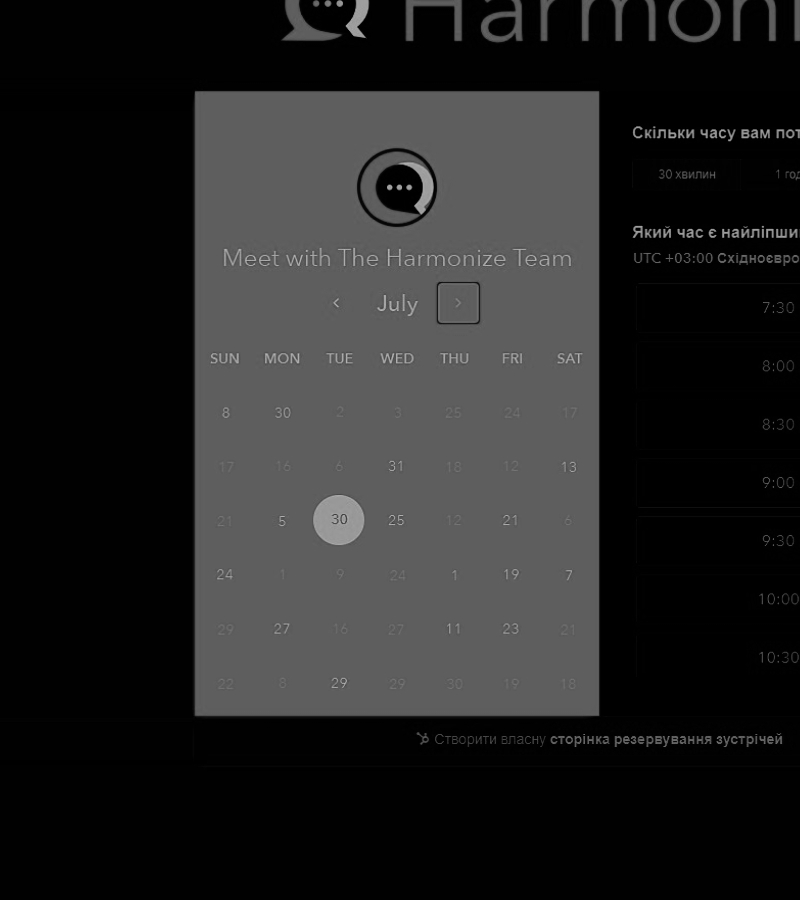 Harmoni
Meet with The Harmonize Team
July
SUN MON TUE WED THU FRI SAT
8 30 2 3 25 24 17
17 16 6 31 18 12 13
21 5 30 25 12 21 6
24 1 9 24 1 19 7
29 27 16 27 11 23 21
22 8 29 29 30 19 18
Скільки часу вам пот
30 хвилин 1 год
Який час є найліпши
UTC +03:00 Східноєвро
7:30
8:00
8:30
9:00
9:30
10:00
10:30
Створити власну сторінка резервування зустрічей